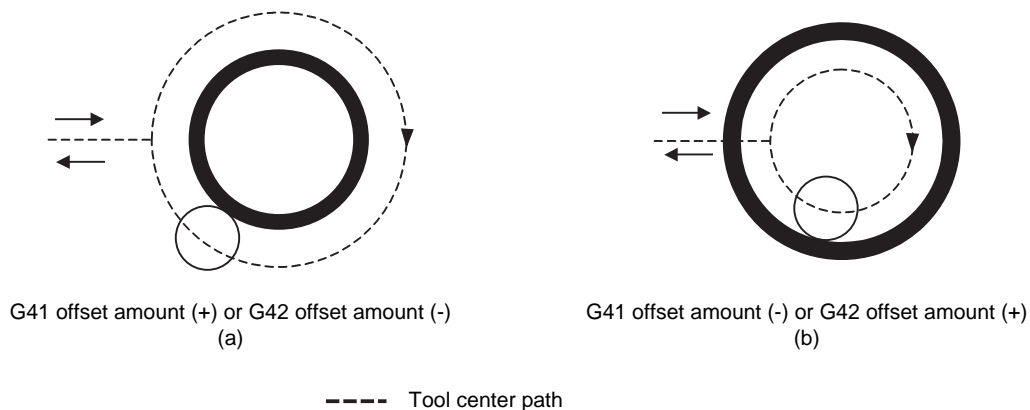 G41 offset amount (+) or G42 offset amount (-)
(a)
G41 offset amount (-) or G42 offset amount (+)
(b)
Tool center path